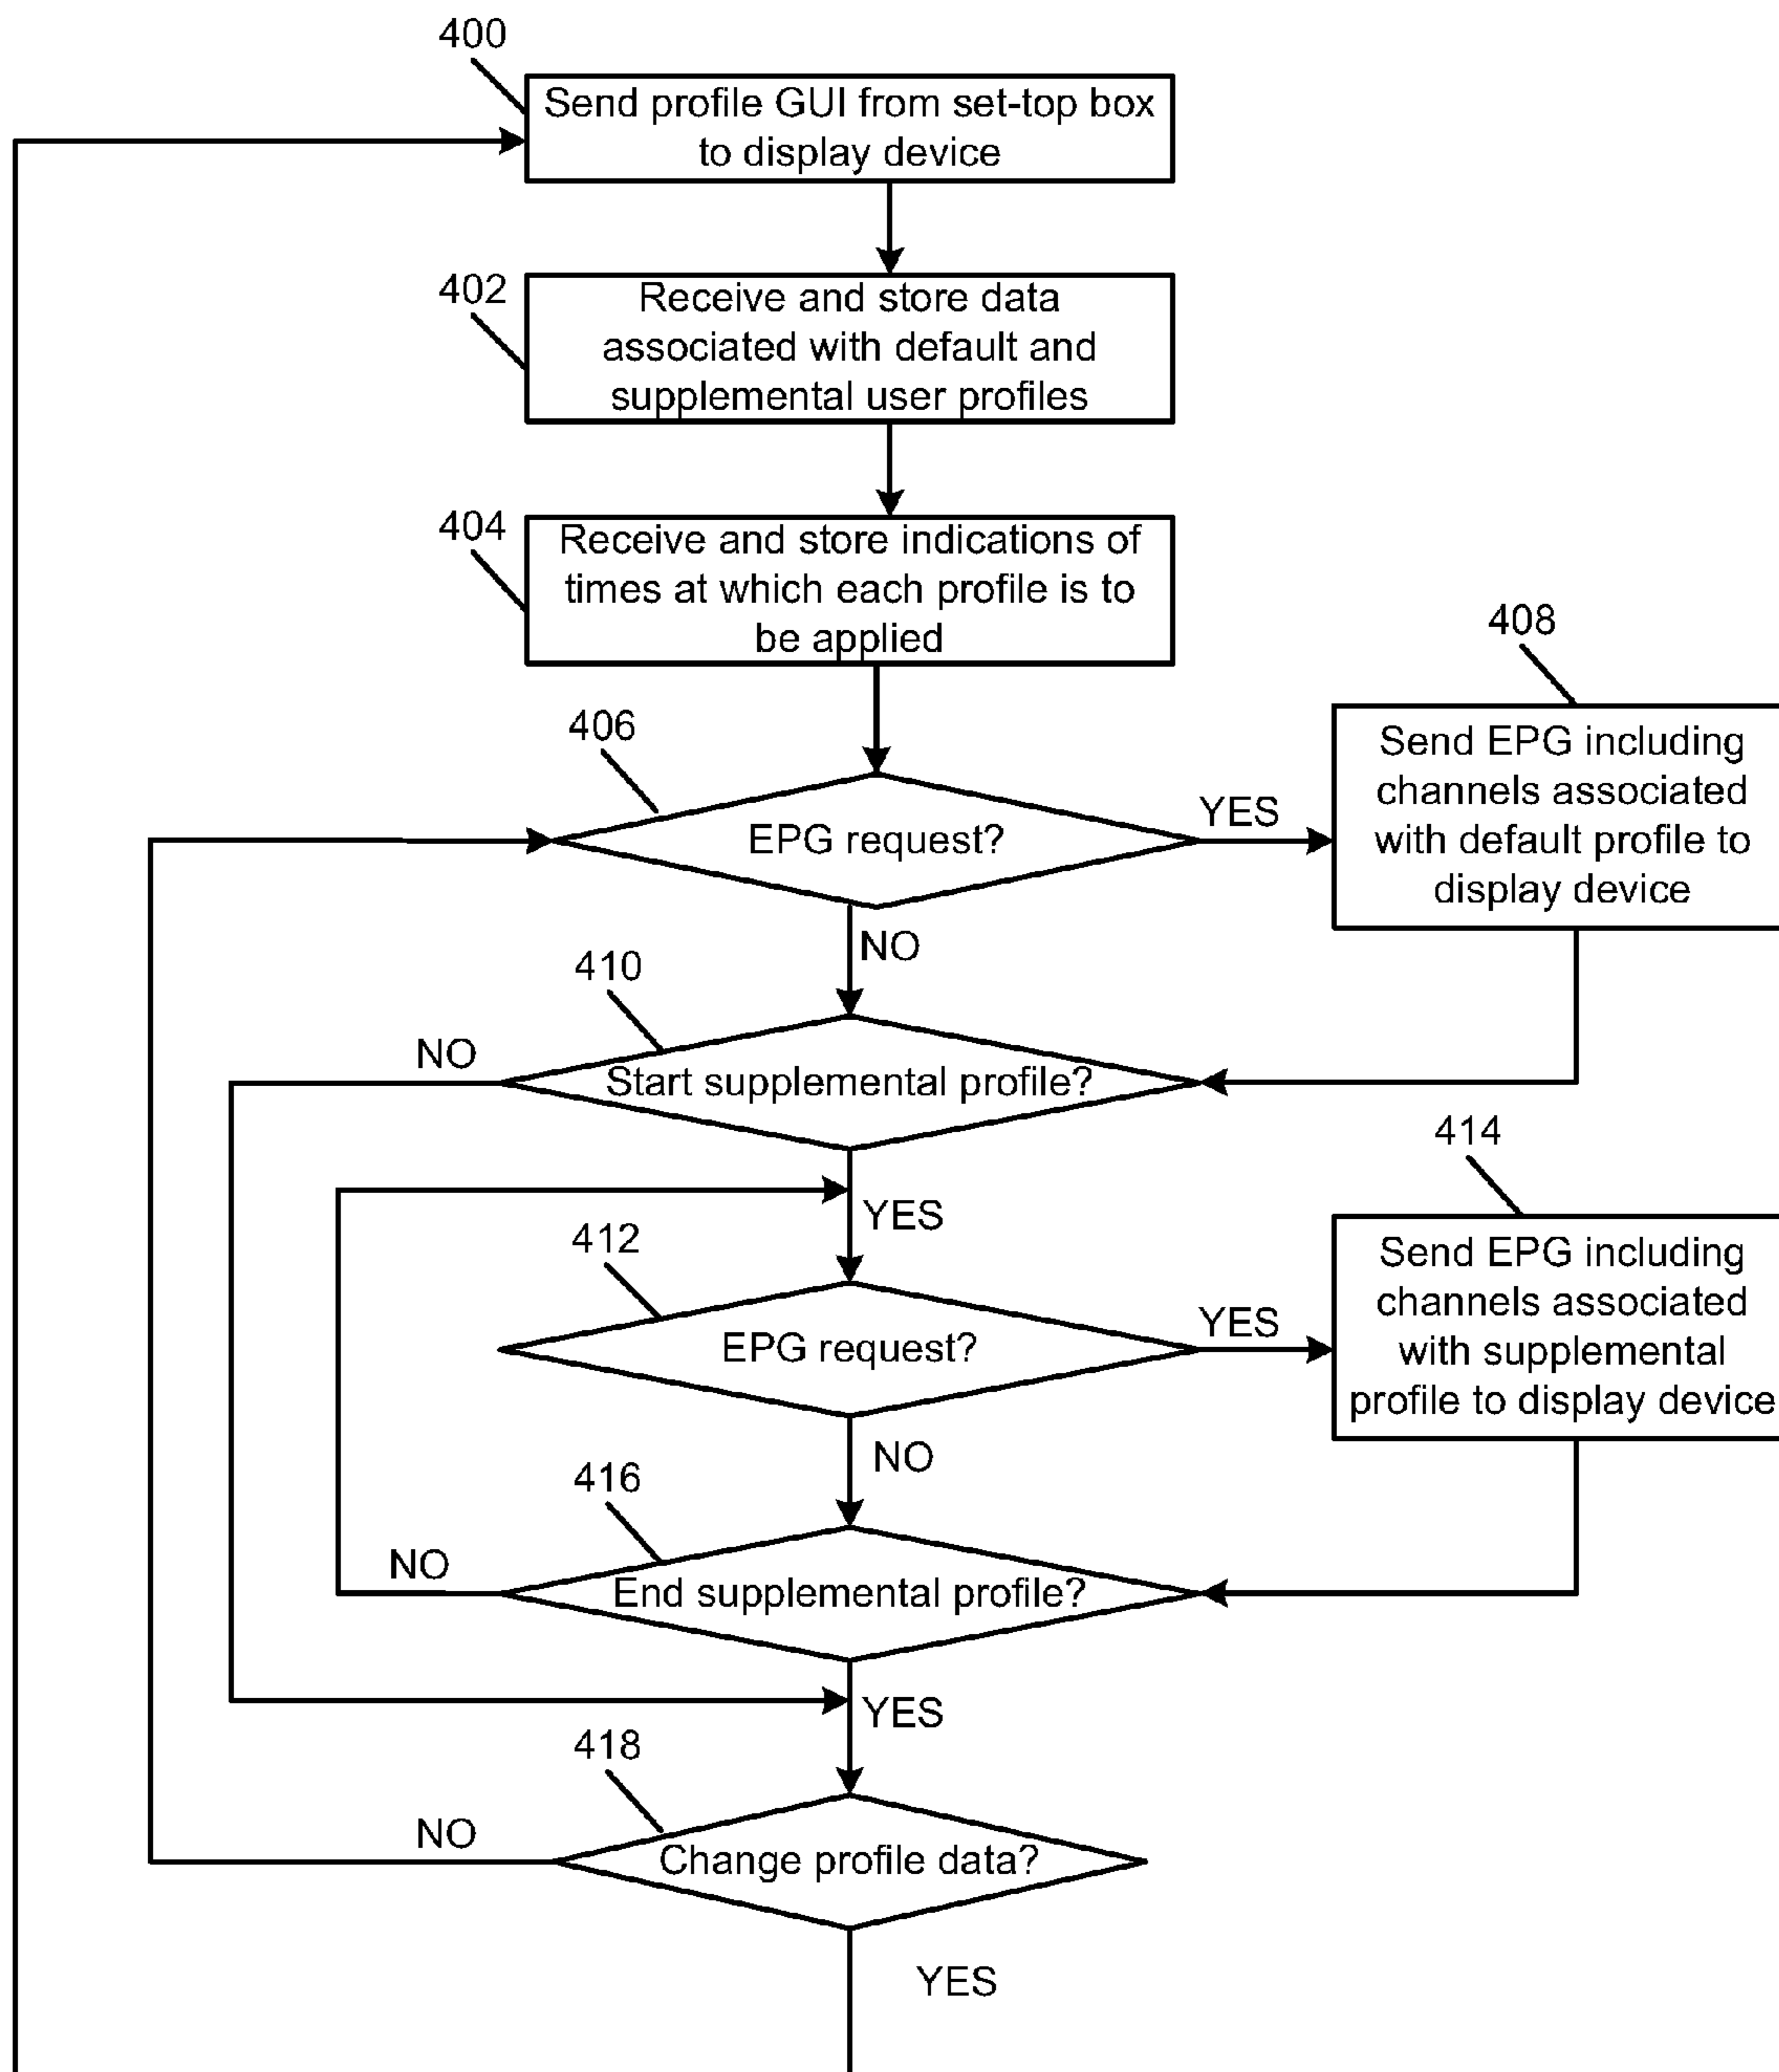 400
Send profile GUI from set-top box
to display device
402
Receive and store data
associated with default and
supplemental user profiles
404
Receive and store indications of
times at which each profile is to
be applied
406
EPG request?
YES
408
Send EPG including
channels associated
with default profile to
display device
NO
410
Start supplemental profile?
NO
YES
412
EPG request?
YES
414
Send EPG including
channels associated
with supplemental
profile to display device
NO
416
End supplemental profile?
NO
YES
418
Change profile data?
NO
YES